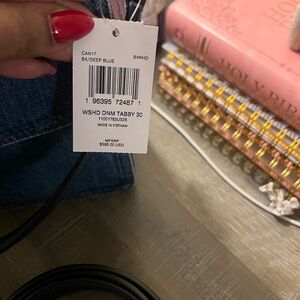 CAN17
B4/DEEP BLUE B4RHO
1 96395 72487 1
WSHD DNM TABBY 30
MADE IN VIETNAM
MFSRP
$595.00 USD
HOLY BIB